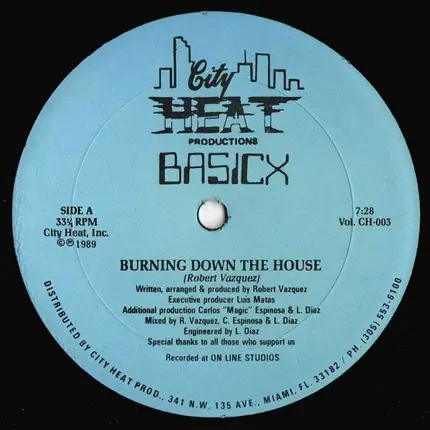 City
HEAT
PRODUCTIONS
BASICX
SIDE A
33⅓ RPM
City Heat, Inc.
©℗ 1989
7:28
Vol. CH-003
BURNING DOWN THE HOUSE
(Robert Vazquez)
Written, arranged & produced by Robert Vazquez
Executive producer Luis Matas
Additional production Carlos "Magic" Espinosa & L. Diaz
Mixed by R. Vazquez, C. Espinosa & L. Diaz
Engineered by L. Diaz
Special thanks to all those who support us
Recorded at ON LINE STUDIOS
DISTRIBUTED BY CITY HEAT PROD., 341 N.W. 135 AVE., MIAMI, FL. 33182 / PH. (305) 553-6100